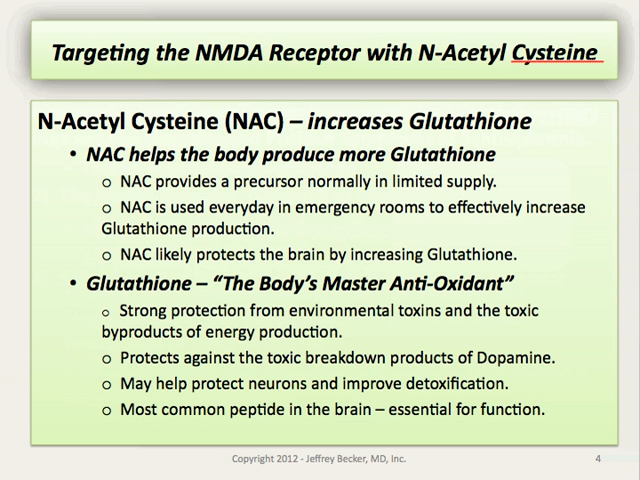 Targeting the NMDA Receptor with N-Acetyl Cysteine
N-Acetyl Cysteine (NAC) – increases Glutathione
• NAC helps the body produce more Glutathione
o NAC provides a precursor normally in limited supply.
o NAC is used everyday in emergency rooms to effectively increase
Glutathione production.
o NAC likely protects the brain by increasing Glutathione.
• Glutathione – “The Body’s Master Anti-Oxidant”
o Strong protection from environmental toxins and the toxic
byproducts of energy production.
o Protects against the toxic breakdown products of Dopamine.
o May help protect neurons and improve detoxification.
o Most common peptide in the brain – essential for function.
Copyright 2012 - Jeffrey Becker, MD, Inc.
4